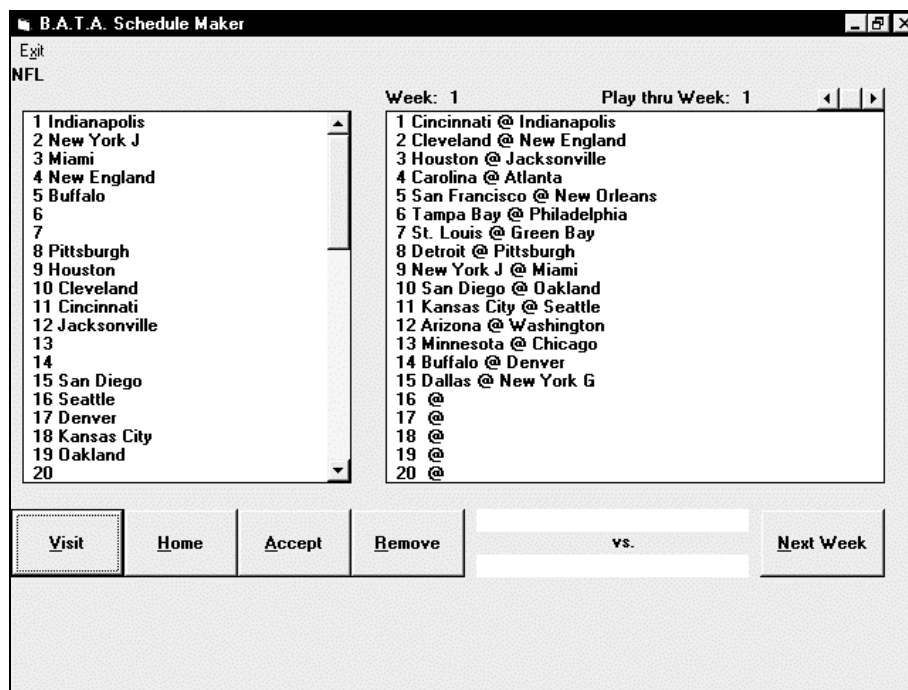 B.A.T.A. Schedule Maker
Exit
NFL
Week: 1 Play thru Week: 1
1 Indianapolis
2 New York J
3 Miami
4 New England
5 Buffalo
6
7
8 Pittsburgh
9 Houston
10 Cleveland
11 Cincinnati
12 Jacksonville
13
14
15 San Diego
16 Seattle
17 Denver
18 Kansas City
19 Oakland
20
1 Cincinnati @ Indianapolis
2 Cleveland @ New England
3 Houston @ Jacksonville
4 Carolina @ Atlanta
5 San Francisco @ New Orleans
6 Tampa Bay @ Philadelphia
7 St. Louis @ Green Bay
8 Detroit @ Pittsburgh
9 New York J @ Miami
10 San Diego @ Oakland
11 Kansas City @ Seattle
12 Arizona @ Washington
13 Minnesota @ Chicago
14 Buffalo @ Denver
15 Dallas @ New York G
16 @
17 @
18 @
19 @
20 @
Visit Home Accept Remove vs. Next Week